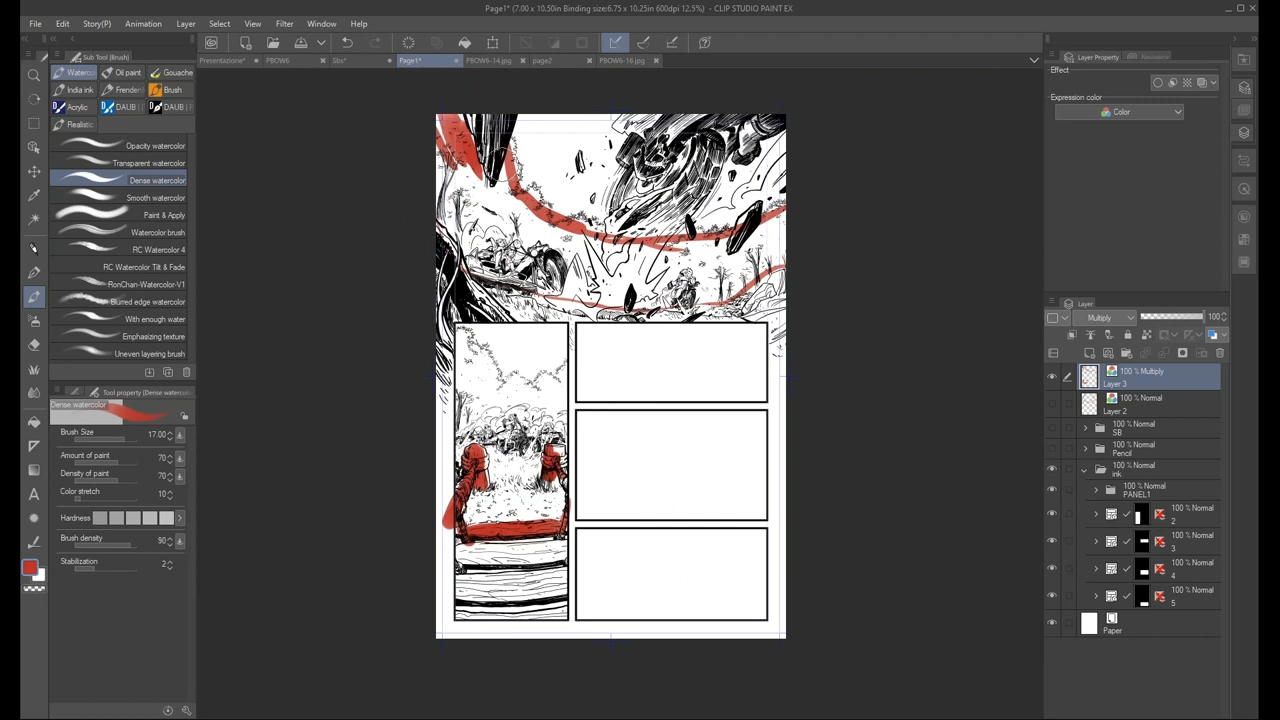 Page1* (7.00 x 10.50in Binding size:6.75 x 10.25in 600dpi 12.5%) - CLIP STUDIO PAINT EX
File Edit Story(P) Animation Layer Select View Filter Window Help
Presentazione* PBOW6 Sbs* Page1* PBOW6-14.jpg page2 PBOW6-16.jpg
Sub Tool [Brush]
Waterco Oil paint Gouache
India ink Frenden Brush
Acrylic DAUB DAUB
Realistic
Opacity watercolor
Transparent watercolor
Dense watercolor
Smooth watercolor
Paint & Apply
Watercolor brush
RC Watercolor 4
RC Watercolor Tilt & Fade
RonChan-Watercolor-V1
Blurred edge watercolor
With enough water
Emphasizing texture
Uneven layering brush
Tool property [Dense watercolo
Dense watercolor
Brush Size 17.00
Amount of paint 70
Density of paint 70
Color stretch 10
Hardness
Brush density 90
Stabilization 2
Layer Property Navigator
Effect
Expression color
Color
Layer
Multiply 100
100 % Multiply
Layer 3
100 % Normal
Layer 2
100 % Normal
SB
100 % Normal
Pencil
100 % Normal
ink
100 % Normal
PANEL1
100 % Normal
2
100 % Normal
3
100 % Normal
4
100 % Normal
5
Paper